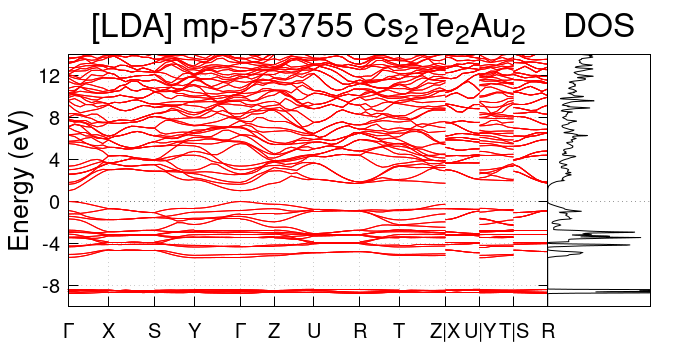 [LDA] mp-573755 Cs₂Te₂Au₂ DOS
12
8
4
0
-4
-8
Energy (eV)
Γ X S Y Γ Z U R T Z|X U|Y T|S R